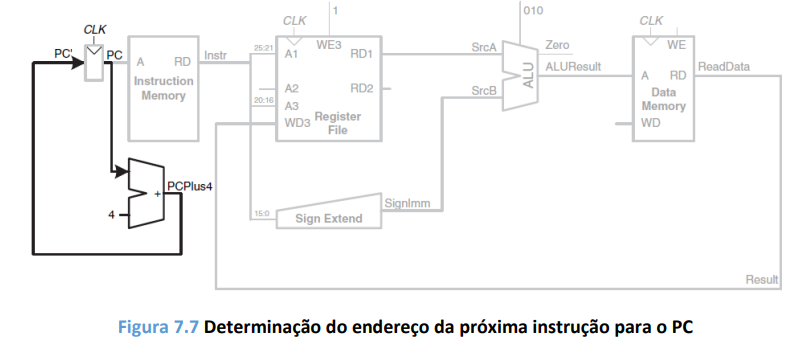 CLK
PC'
PC
A
RD
Instruction
Memory
Instr
25:21
20:16
15:0
CLK
1
WE3
A1
RD1
A2
RD2
A3
WD3
Register
File
Sign Extend
SignImm
SrcA
SrcB
010
ALU
Zero
ALUResult
CLK
WE
A
RD
Data
Memory
WD
ReadData
PCPlus4
+
4
Result
Figura 7.7 Determinação do endereço da próxima instrução para o PC